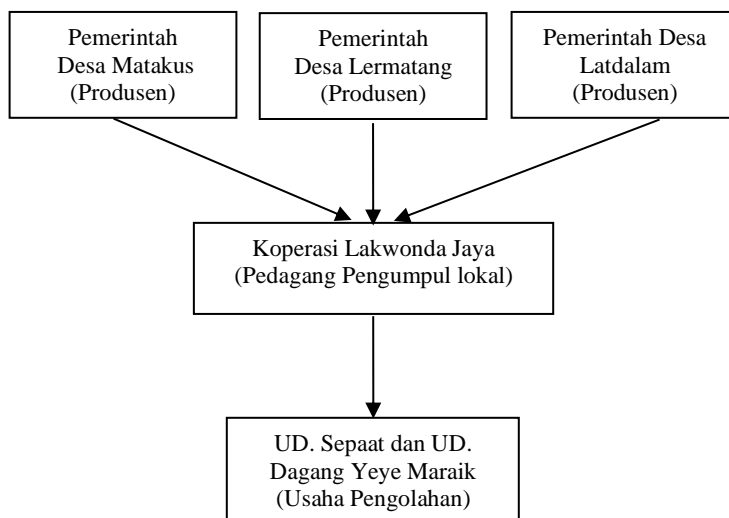 Pemerintah
Desa Matakus
(Produsen)
Pemerintah
Desa Lermatang
(Produsen)
Pemerintah Desa
Latdalam
(Produsen)
Koperasi Lakwonda Jaya
(Pedagang Pengumpul lokal)
UD. Sepaat dan UD.
Dagang Yeye Maraik
(Usaha Pengolahan)